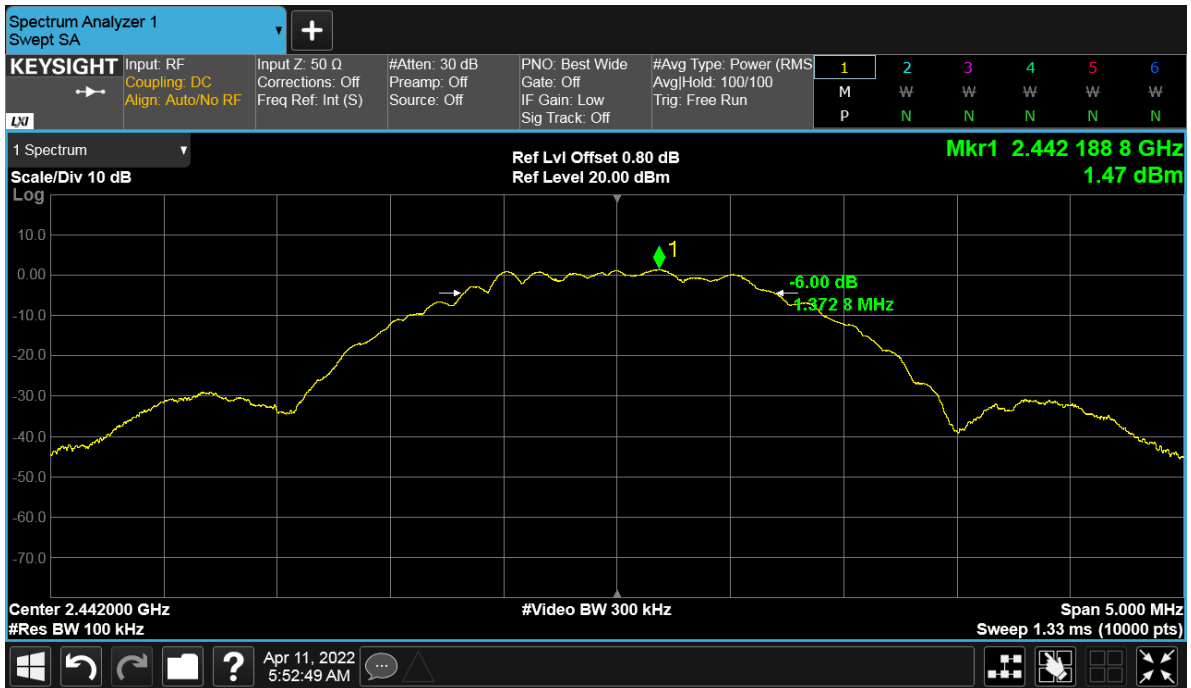 Spectrum Analyzer 1
Swept SA
KEYSIGHT
LXI
Input: RF
Coupling: DC
Align: Auto/No RF
Input Z: 50 Ω
Corrections: Off
Freq Ref: Int (S)
#Atten: 30 dB
Preamp: Off
Source: Off
PNO: Best Wide
Gate: Off
IF Gain: Low
Sig Track: Off
#Avg Type: Power (RMS
Avg|Hold: 100/100
Trig: Free Run
1 2 3 4 5 6
M W W W W W
P N N N N N
1 Spectrum
Ref Lvl Offset 0.80 dB
Mkr1 2.442 188 8 GHz
Scale/Div 10 dB
Ref Level 20.00 dBm
1.47 dBm
Log
10.0
0.00
-10.0
-20.0
-30.0
-40.0
-50.0
-60.0
-70.0
1
-6.00 dB
1.372 8 MHz
Center 2.442000 GHz
#Video BW 300 kHz
Span 5.000 MHz
#Res BW 100 kHz
Sweep 1.33 ms (10000 pts)
?
Apr 11, 2022
5:52:49 AM